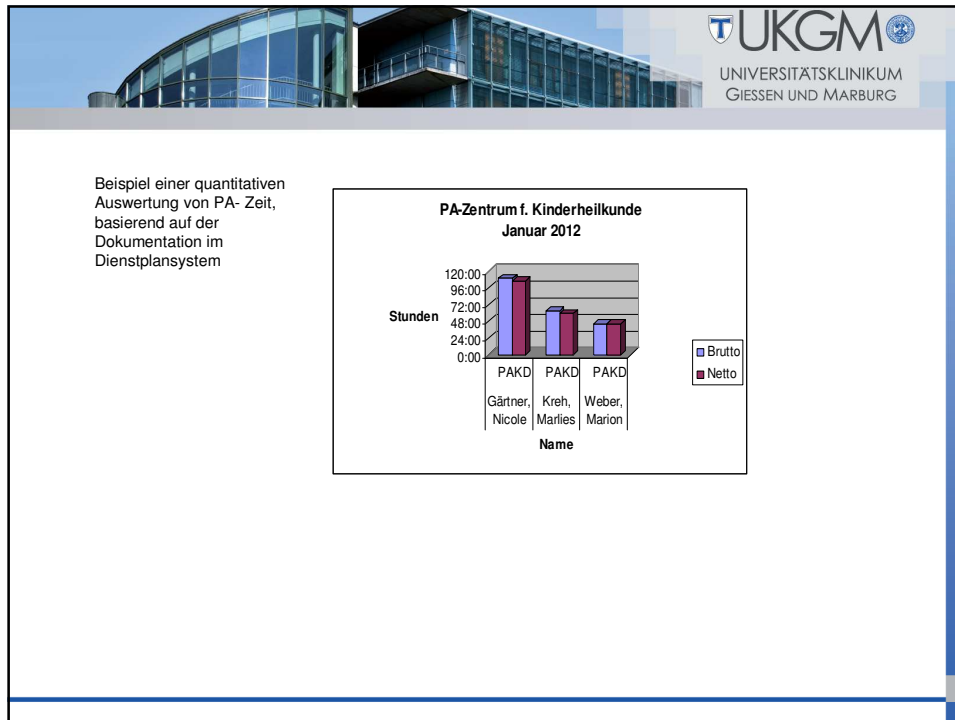 UKGM
UNIVERSITÄTSKLINIKUM
GIESSEN UND MARBURG
Beispiel einer quantitativen
Auswertung von PA- Zeit,
basierend auf der
Dokumentation im
Dienstplansystem
PA-Zentrum f. Kinderheilkunde
Januar 2012
Stunden
120:00
96:00
72:00
48:00
24:00
0:00
PAKD PAKD PAKD
Gärtner, Kreh, Weber,
Nicole Marlies Marion
Name
Brutto
Netto